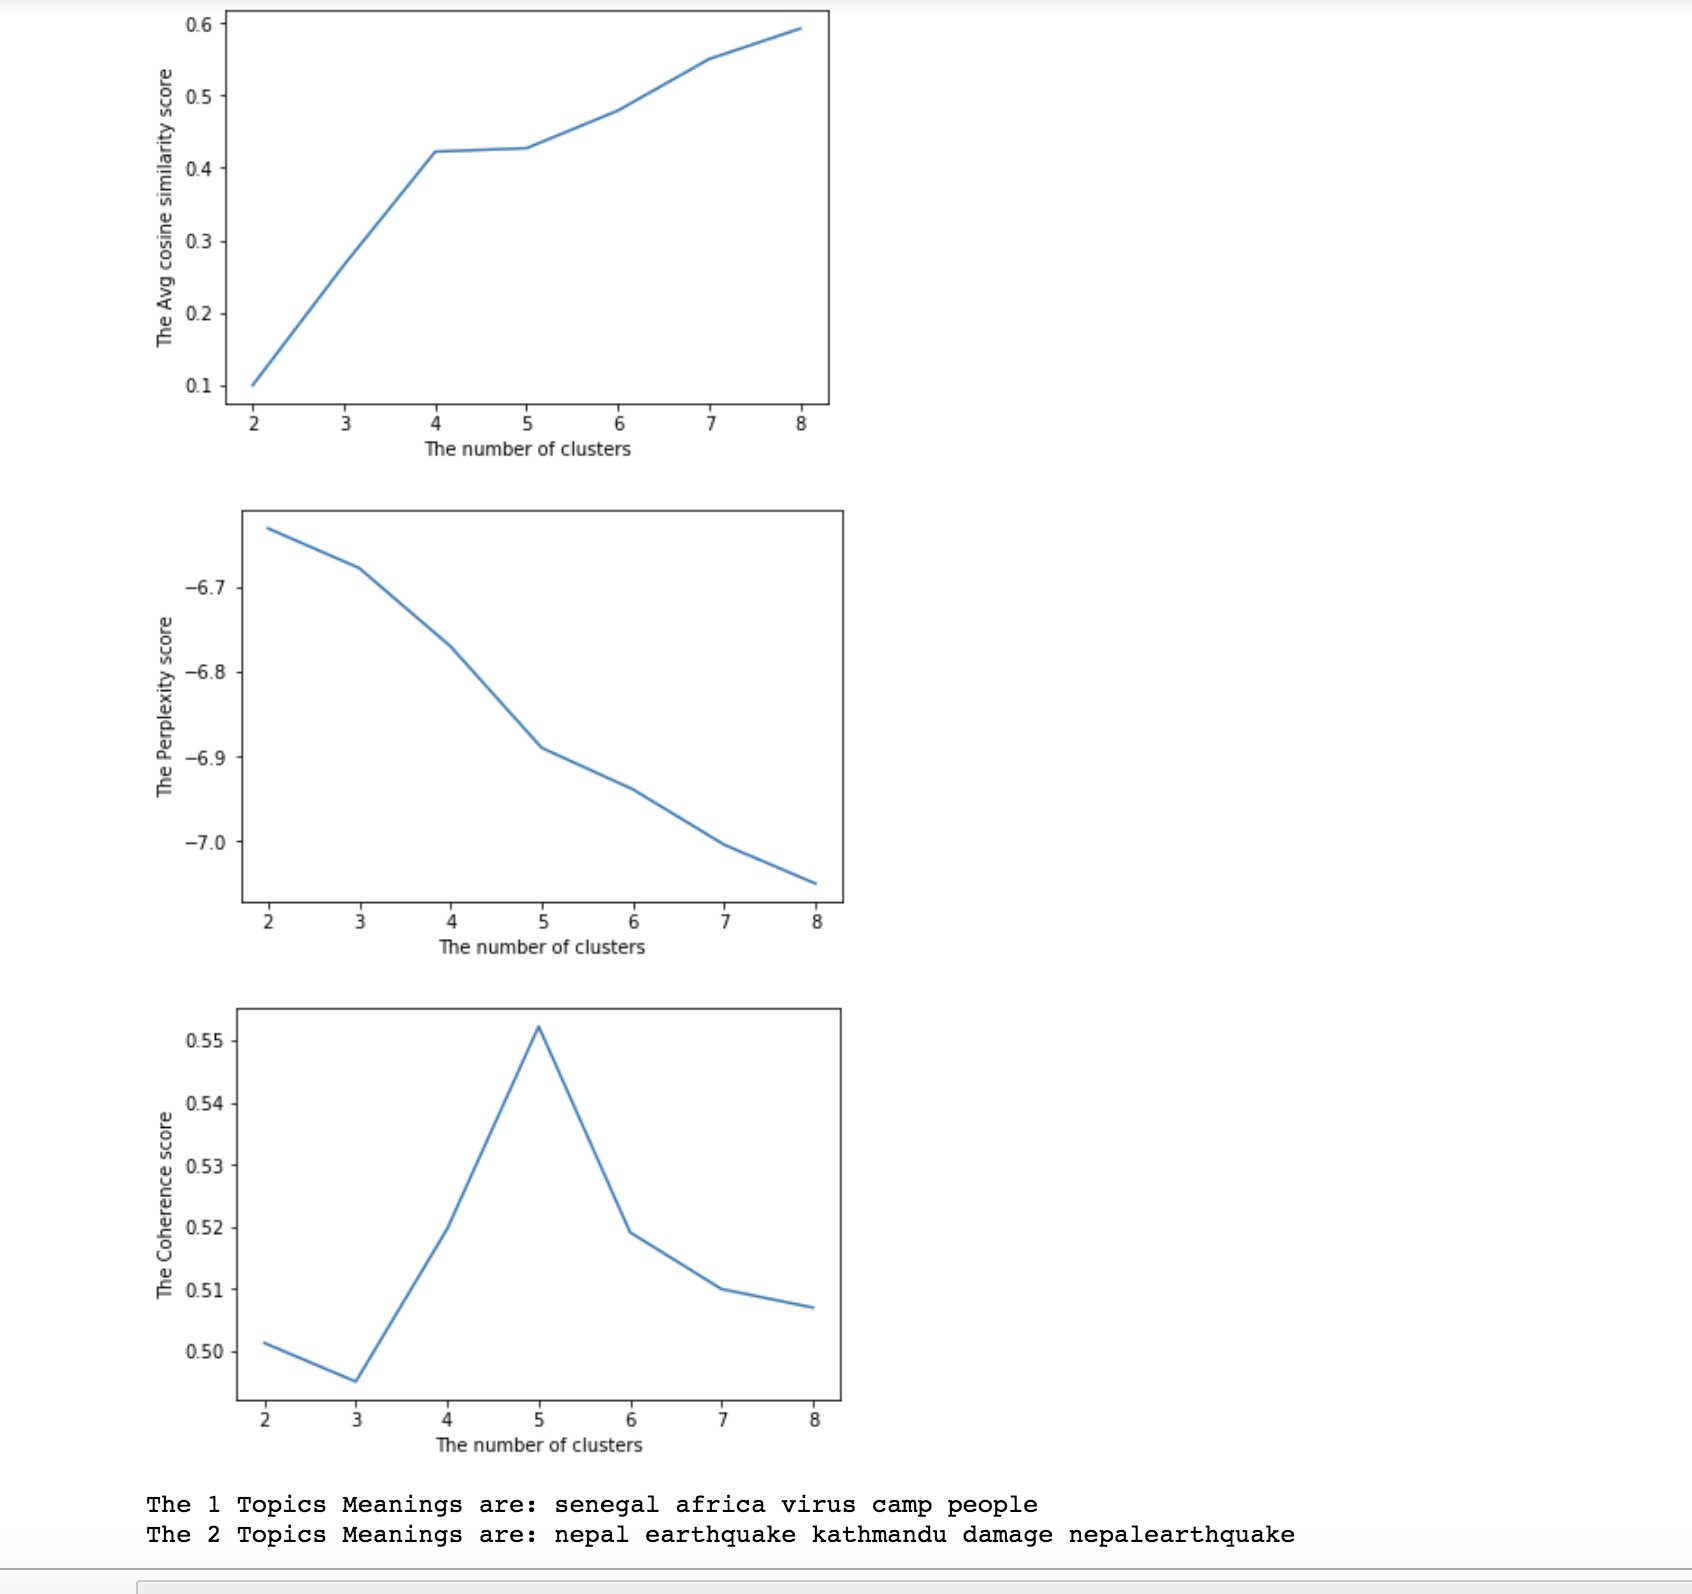 0.6
0.5
0.4
0.3
0.2
0.1
The Avg cosine similarity score
2 3 4 5 6 7 8
The number of clusters
−6.7
−6.8
−6.9
−7.0
The Perplexity score
2 3 4 5 6 7 8
The number of clusters
0.55
0.54
0.53
0.52
0.51
0.50
The Coherence score
2 3 4 5 6 7 8
The number of clusters
The 1 Topics Meanings are: senegal africa virus camp people
The 2 Topics Meanings are: nepal earthquake kathmandu damage nepalearthquake